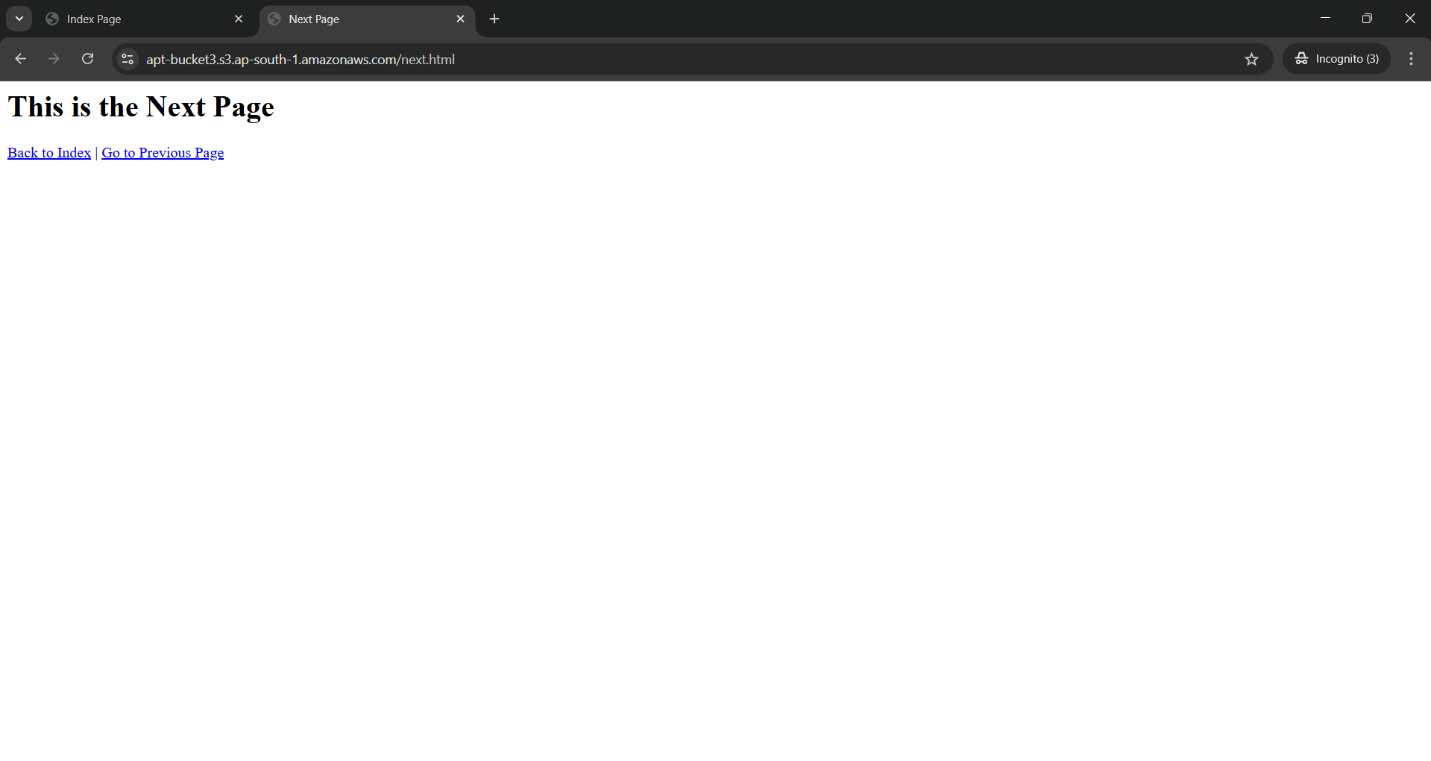 Index Page
Next Page
apt-bucket3.s3.ap-south-1.amazonaws.com/next.html
Incognito (3)
This is the Next Page
Back to Index | Go to Previous Page